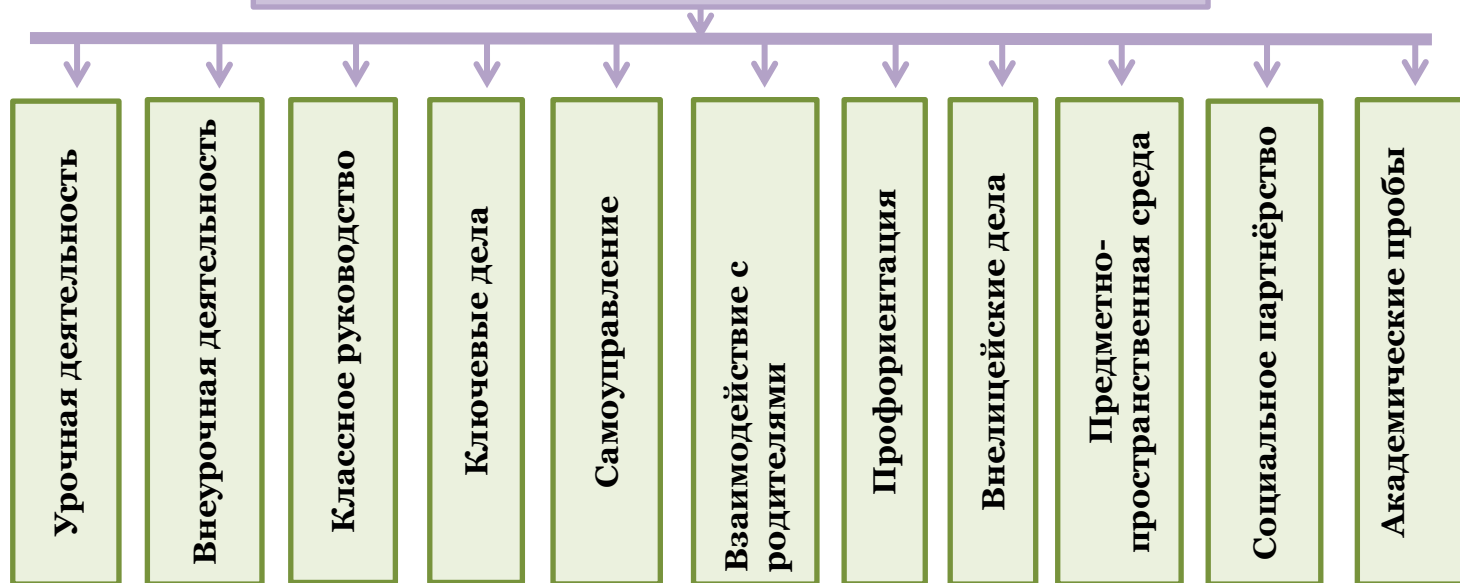 Урочная деятельность
Внеурочная деятельность
Классное руководство
Ключевые дела
Самоуправление
Взаимодействие с
родителями
Профориентация
Внелицейские дела
Предметно-
пространственная среда
Социальное партнёрство
Академические пробы